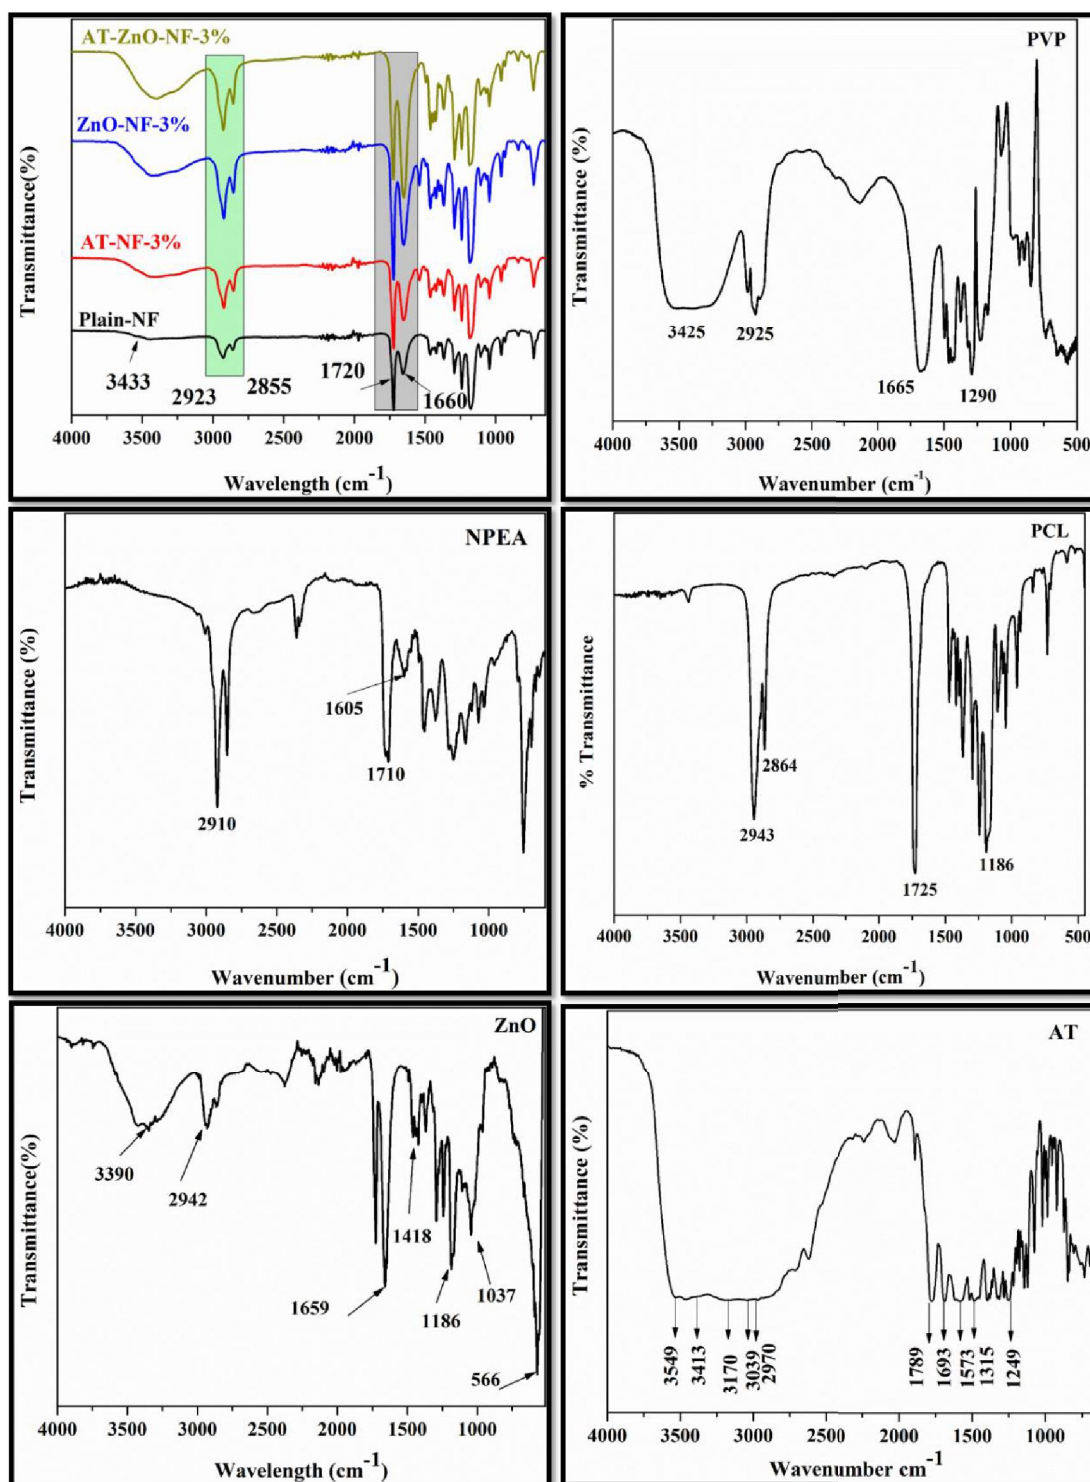 AT-ZnO-NF-3%
ZnO-NF-3%
AT-NF-3%
Plain-NF
3433
2923
2855
1720
1660
4000 3500 3000 2500 2000 1500 1000
Wavelength (cm-1)
Transmittance(%)
PVP
3425
2925
1665
1290
4000 3500 3000 2500 2000 1500 1000 500 0
Wavenumber (cm-1)
Transmittance (%)
NPEA
1605
1710
2910
4000 3500 3000 2500 2000 1500 1000
Wavenumber (cm-1)
Transmittance (%)
PCL
2864
2943
1725
1186
4000 3500 3000 2500 2000 1500 1000 500
Wavenumber (cm-1)
% Transmittance
ZnO
3390
2942
1418
1659
1186
1037
566
4000 3500 3000 2500 2000 1500 1000
Wavelength (cm-1)
Transmittance(%)
AT
3549
3413
3170
3039
2970
1789
1693
1573
1315
1249
4000 3500 3000 2500 2000 1500 1000
Wavenumber cm-1)
Transmittance (%)